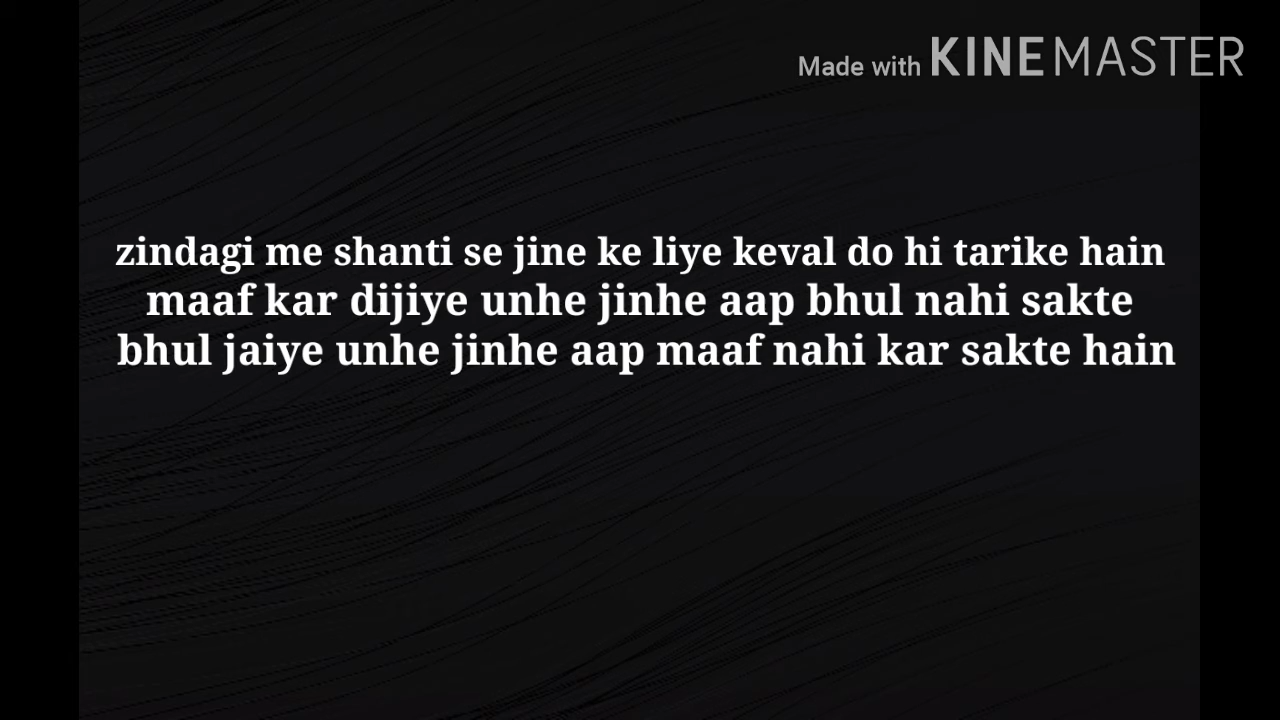 Made with KINEMASTER
zindagi me shanti se jine ke liye keval do hi tarike hain
maaf kar dijiye unhe jinhe aap bhul nahi sakte
bhul jaiye unhe jinhe aap maaf nahi kar sakte hain